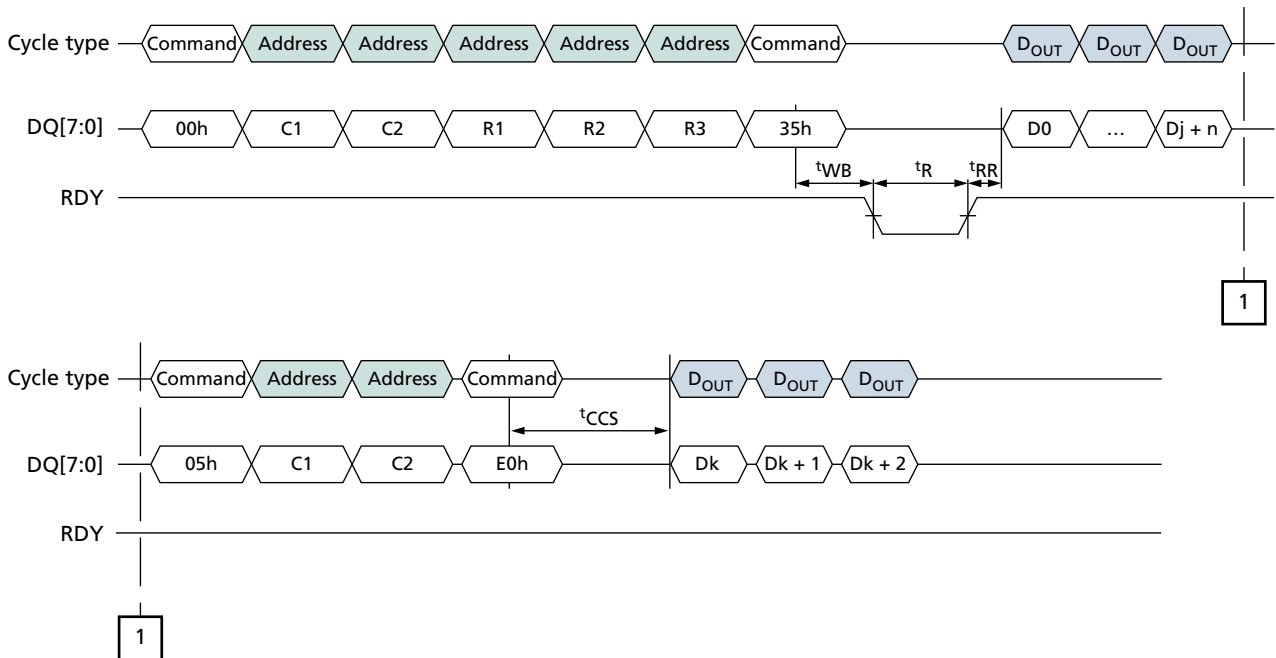 Cycle type Command Address Address Address Address Address Command DOUT DOUT DOUT
DQ[7:0] 00h C1 C2 R1 R2 R3 35h D0 … Dj + n
tWB tR tRR
RDY
1
Cycle type Command Address Address Command DOUT DOUT DOUT
tCCS
DQ[7:0] 05h C1 C2 E0h Dk Dk + 1 Dk + 2
RDY
1